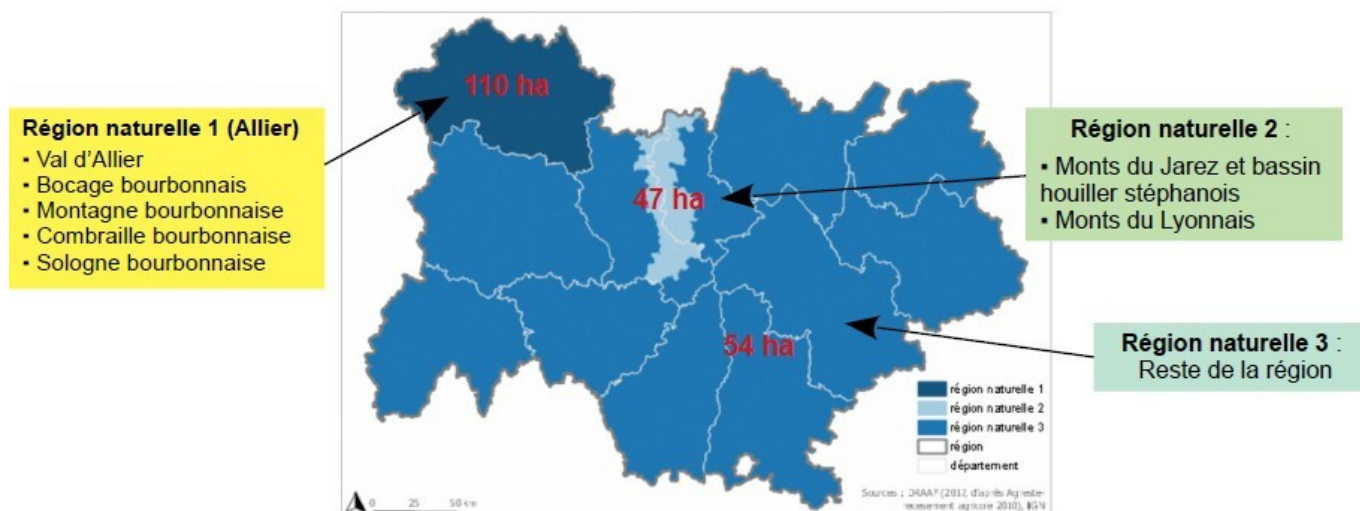 110 ha
Région naturelle 1 (Allier)
▪ Val d'Allier
▪ Bocage bourbonnais
▪ Montagne bourbonnaise
▪ Combraille bourbonnaise
▪ Sologne bourbonnaise
47 ha
Région naturelle 2 :
▪ Monts du Jarez et bassin
houiller stéphanois
▪ Monts du Lyonnais
54 ha
Région naturelle 3 :
Reste de la région
région naturelle 1
région naturelle 2
région naturelle 3
région
département
0 25 50 km
Sources : DRAAF (2017, d'après Agreste-
recensement agricole 2010), IGN